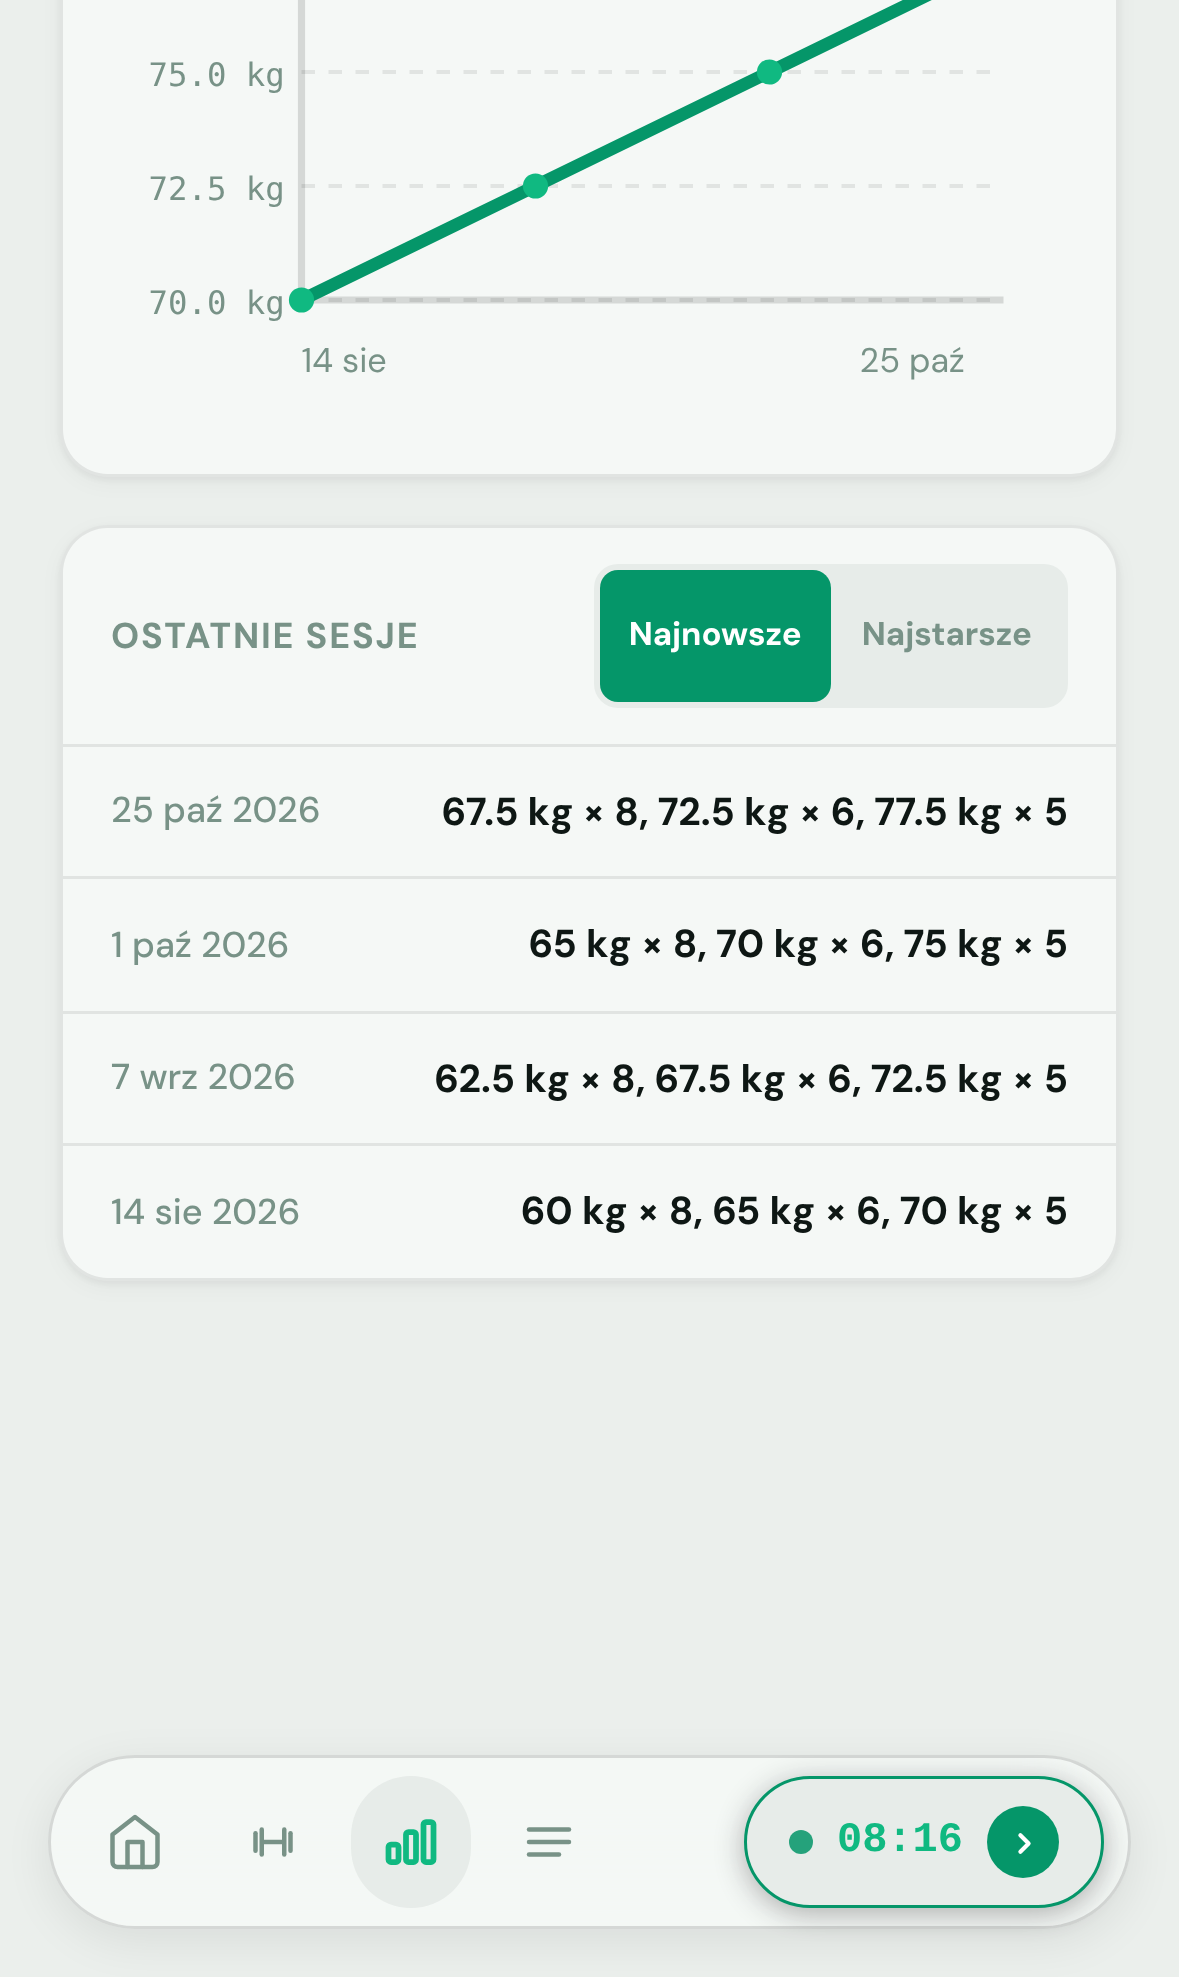 75.0 kg
72.5 kg
70.0 kg
14 sie 25 paź
OSTATNIE SESJE Najnowsze Najstarsze
25 paź 2026 67.5 kg × 8, 72.5 kg × 6, 77.5 kg × 5
1 paź 2026 65 kg × 8, 70 kg × 6, 75 kg × 5
7 wrz 2026 62.5 kg × 8, 67.5 kg × 6, 72.5 kg × 5
14 sie 2026 60 kg × 8, 65 kg × 6, 70 kg × 5
08:16